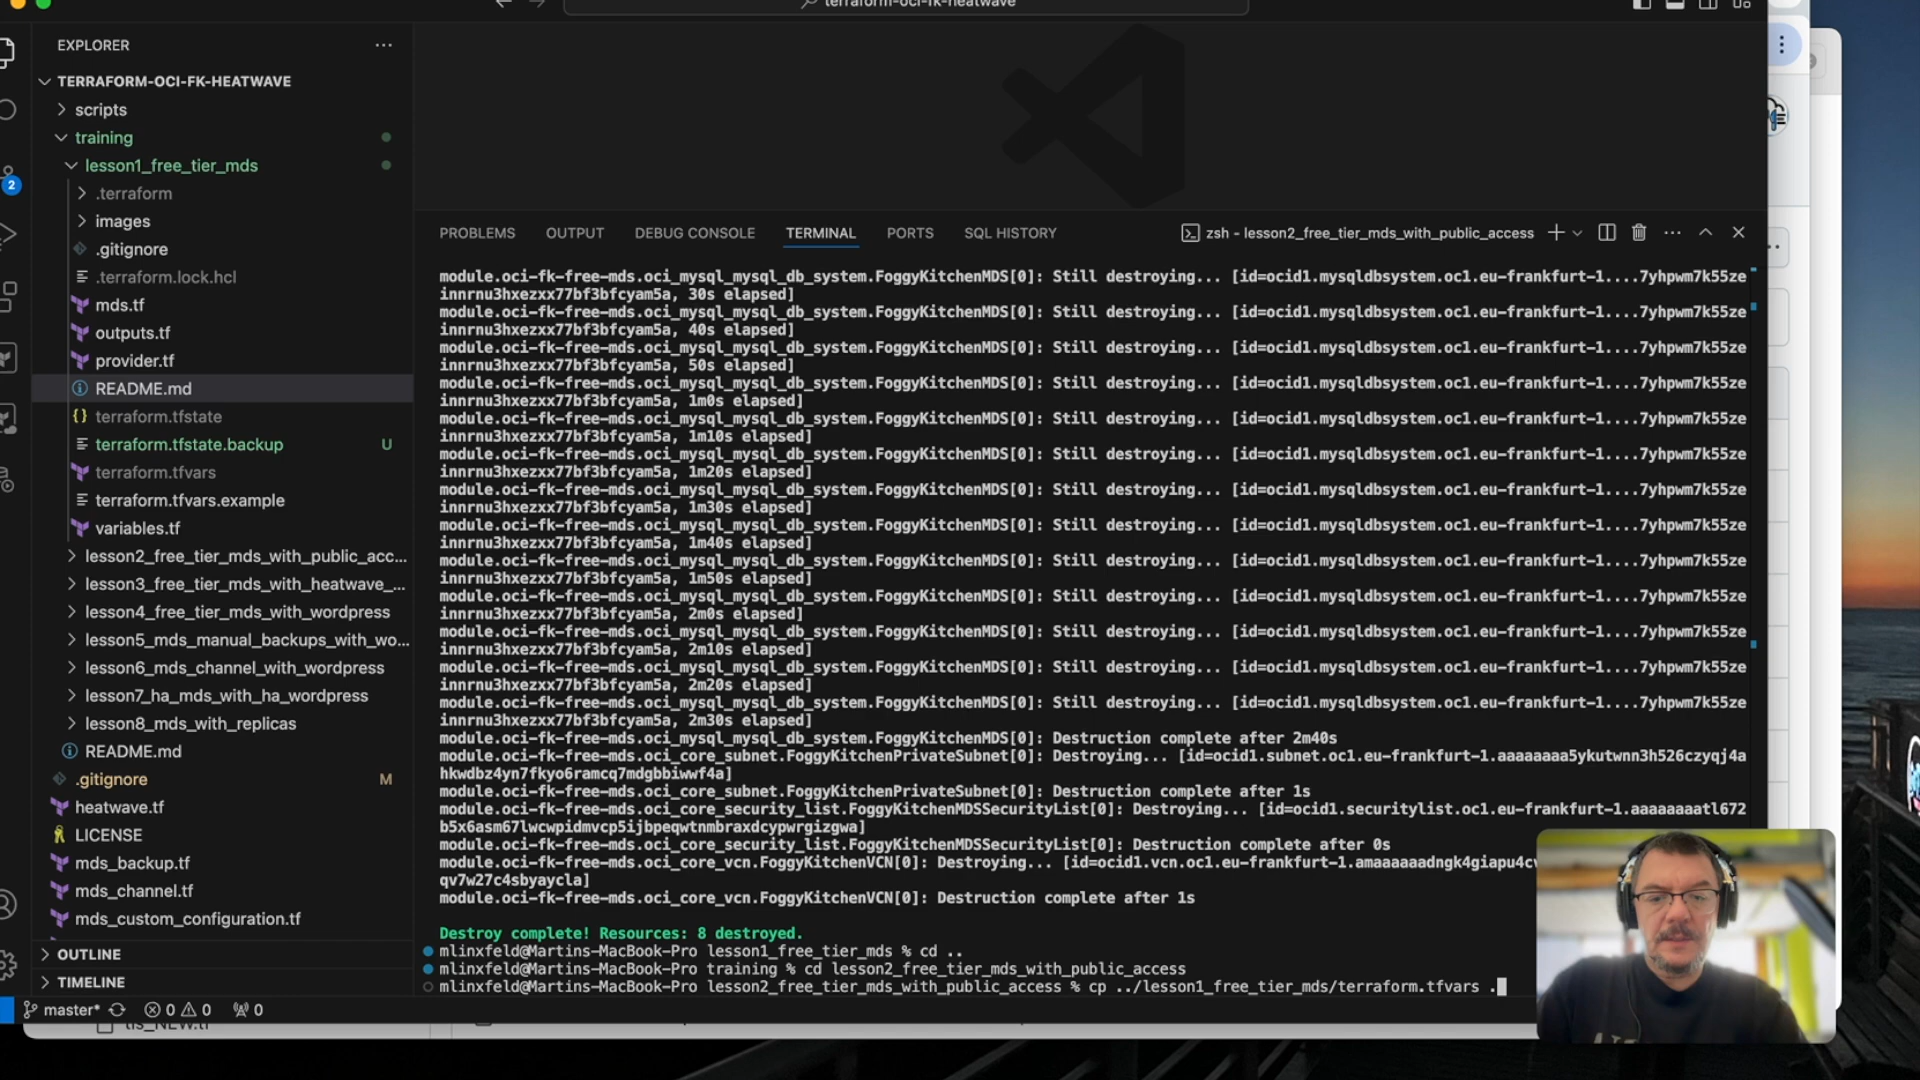 terraform-oci-fk-heatwave
EXPLORER
TERRAFORM-OCI-FK-HEATWAVE
scripts
training
lesson1_free_tier_mds
.terraform
images
.gitignore
.terraform.lock.hcl
mds.tf
outputs.tf
provider.tf
README.md
terraform.tfstate
terraform.tfstate.backup U
terraform.tfvars
terraform.tfvars.example
variables.tf
lesson2_free_tier_mds_with_public_acc...
lesson3_free_tier_mds_with_heatwave_...
lesson4_free_tier_mds_with_wordpress
lesson5_mds_manual_backups_with_wo...
lesson6_mds_channel_with_wordpress
lesson7_ha_mds_with_ha_wordpress
lesson8_mds_with_replicas
README.md
.gitignore M
heatwave.tf
LICENSE
mds_backup.tf
mds_channel.tf
mds_custom_configuration.tf
OUTLINE
TIMELINE
2
master* 0 0 0
PROBLEMS OUTPUT DEBUG CONSOLE TERMINAL PORTS SQL HISTORY zsh - lesson2_free_tier_mds_with_public_access
module.oci-fk-free-mds.oci_mysql_mysql_db_system.FoggyKitchenMDS[0]: Still destroying... [id=ocid1.mysqldbsystem.oc1.eu-frankfurt-1....7yhpwm7k55ze
innrnu3hxezxx77bf3bfcyam5a, 30s elapsed]
module.oci-fk-free-mds.oci_mysql_mysql_db_system.FoggyKitchenMDS[0]: Still destroying... [id=ocid1.mysqldbsystem.oc1.eu-frankfurt-1....7yhpwm7k55ze
innrnu3hxezxx77bf3bfcyam5a, 40s elapsed]
module.oci-fk-free-mds.oci_mysql_mysql_db_system.FoggyKitchenMDS[0]: Still destroying... [id=ocid1.mysqldbsystem.oc1.eu-frankfurt-1....7yhpwm7k55ze
innrnu3hxezxx77bf3bfcyam5a, 50s elapsed]
module.oci-fk-free-mds.oci_mysql_mysql_db_system.FoggyKitchenMDS[0]: Still destroying... [id=ocid1.mysqldbsystem.oc1.eu-frankfurt-1....7yhpwm7k55ze
innrnu3hxezxx77bf3bfcyam5a, 1m0s elapsed]
module.oci-fk-free-mds.oci_mysql_mysql_db_system.FoggyKitchenMDS[0]: Still destroying... [id=ocid1.mysqldbsystem.oc1.eu-frankfurt-1....7yhpwm7k55ze
innrnu3hxezxx77bf3bfcyam5a, 1m10s elapsed]
module.oci-fk-free-mds.oci_mysql_mysql_db_system.FoggyKitchenMDS[0]: Still destroying... [id=ocid1.mysqldbsystem.oc1.eu-frankfurt-1....7yhpwm7k55ze
innrnu3hxezxx77bf3bfcyam5a, 1m20s elapsed]
module.oci-fk-free-mds.oci_mysql_mysql_db_system.FoggyKitchenMDS[0]: Still destroying... [id=ocid1.mysqldbsystem.oc1.eu-frankfurt-1....7yhpwm7k55ze
innrnu3hxezxx77bf3bfcyam5a, 1m30s elapsed]
module.oci-fk-free-mds.oci_mysql_mysql_db_system.FoggyKitchenMDS[0]: Still destroying... [id=ocid1.mysqldbsystem.oc1.eu-frankfurt-1....7yhpwm7k55ze
innrnu3hxezxx77bf3bfcyam5a, 1m40s elapsed]
module.oci-fk-free-mds.oci_mysql_mysql_db_system.FoggyKitchenMDS[0]: Still destroying... [id=ocid1.mysqldbsystem.oc1.eu-frankfurt-1....7yhpwm7k55ze
innrnu3hxezxx77bf3bfcyam5a, 1m50s elapsed]
module.oci-fk-free-mds.oci_mysql_mysql_db_system.FoggyKitchenMDS[0]: Still destroying... [id=ocid1.mysqldbsystem.oc1.eu-frankfurt-1....7yhpwm7k55ze
innrnu3hxezxx77bf3bfcyam5a, 2m0s elapsed]
module.oci-fk-free-mds.oci_mysql_mysql_db_system.FoggyKitchenMDS[0]: Still destroying... [id=ocid1.mysqldbsystem.oc1.eu-frankfurt-1....7yhpwm7k55ze
innrnu3hxezxx77bf3bfcyam5a, 2m10s elapsed]
module.oci-fk-free-mds.oci_mysql_mysql_db_system.FoggyKitchenMDS[0]: Still destroying... [id=ocid1.mysqldbsystem.oc1.eu-frankfurt-1....7yhpwm7k55ze
innrnu3hxezxx77bf3bfcyam5a, 2m20s elapsed]
module.oci-fk-free-mds.oci_mysql_mysql_db_system.FoggyKitchenMDS[0]: Still destroying... [id=ocid1.mysqldbsystem.oc1.eu-frankfurt-1....7yhpwm7k55ze
innrnu3hxezxx77bf3bfcyam5a, 2m30s elapsed]
module.oci-fk-free-mds.oci_mysql_mysql_db_system.FoggyKitchenMDS[0]: Destruction complete after 2m40s
module.oci-fk-free-mds.oci_core_subnet.FoggyKitchenPrivateSubnet[0]: Destroying... [id=ocid1.subnet.oc1.eu-frankfurt-1.aaaaaaaa5ykutwnn3h526czyqj4a
hkwdbz4yn7fkyo6ramcq7mdgbbiwwf4a]
module.oci-fk-free-mds.oci_core_subnet.FoggyKitchenPrivateSubnet[0]: Destruction complete after 1s
module.oci-fk-free-mds.oci_core_security_list.FoggyKitchenMDSSecurityList[0]: Destroying... [id=ocid1.securitylist.oc1.eu-frankfurt-1.aaaaaaaatl672
b5x6asm67lwcwpidmvcp5ijbpeqwtnmbraxdcypwrgizgwa]
module.oci-fk-free-mds.oci_core_security_list.FoggyKitchenMDSSecurityList[0]: Destruction complete after 0s
module.oci-fk-free-mds.oci_core_vcn.FoggyKitchenVCN[0]: Destroying... [id=ocid1.vcn.oc1.eu-frankfurt-1.amaaaaaadngk4giapu4cv
qv7w27c4sbyaycla]
module.oci-fk-free-mds.oci_core_vcn.FoggyKitchenVCN[0]: Destruction complete after 1s
Destroy complete! Resources: 8 destroyed.
mlinxfeld@Martins-MacBook-Pro lesson1_free_tier_mds % cd ..
mlinxfeld@Martins-MacBook-Pro training % cd lesson2_free_tier_mds_with_public_access
mlinxfeld@Martins-MacBook-Pro lesson2_free_tier_mds_with_public_access % cp ../lesson1_free_tier_mds/terraform.tfvars .